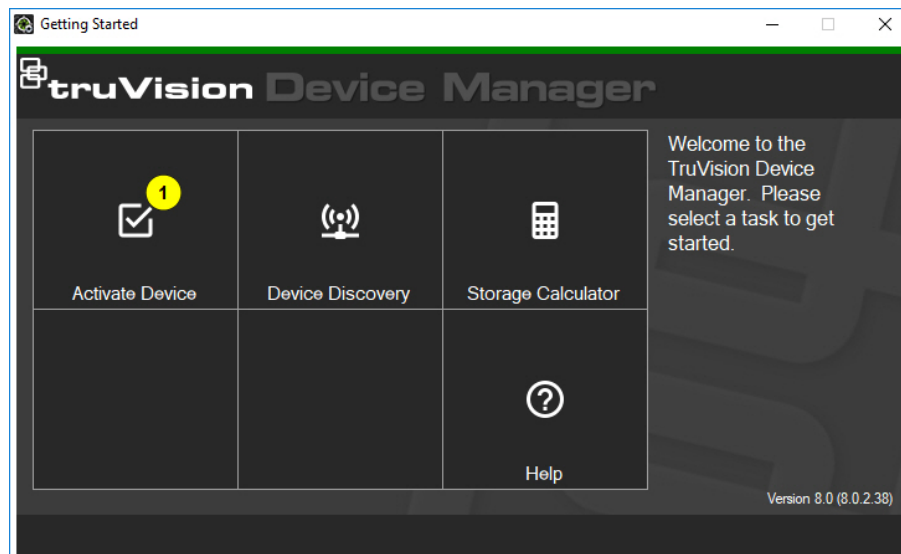 Getting Started
truVision Device Manager
1
Activate Device
Device Discovery
Storage Calculator
Help
Welcome to the
TruVision Device
Manager. Please
select a task to get
started.
Version 8.0 (8.0.2.38)